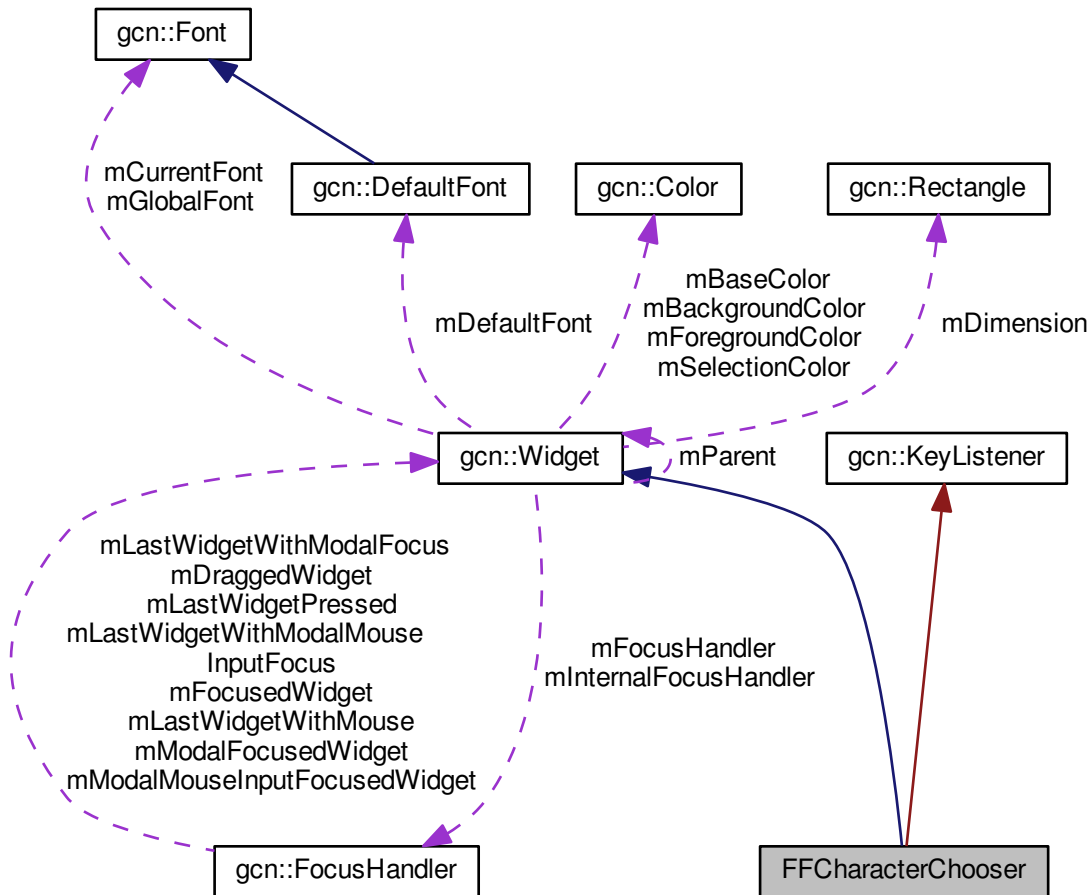 gcn::Font
mCurrentFont
mGlobalFont
gcn::DefaultFont
gcn::Color
gcn::Rectangle
mDefaultFont
mBaseColor
mBackgroundColor
mForegroundColor
mSelectionColor
mDimension
gcn::Widget
mParent
gcn::KeyListener
mLastWidgetWithModalFocus
mDraggedWidget
mLastWidgetPressed
mLastWidgetWithModalMouse
InputFocus
mFocusedWidget
mLastWidgetWithMouse
mModalFocusedWidget
mModalMouseInputFocusedWidget
mFocusHandler
mInternalFocusHandler
gcn::FocusHandler
FFCharacterChooser